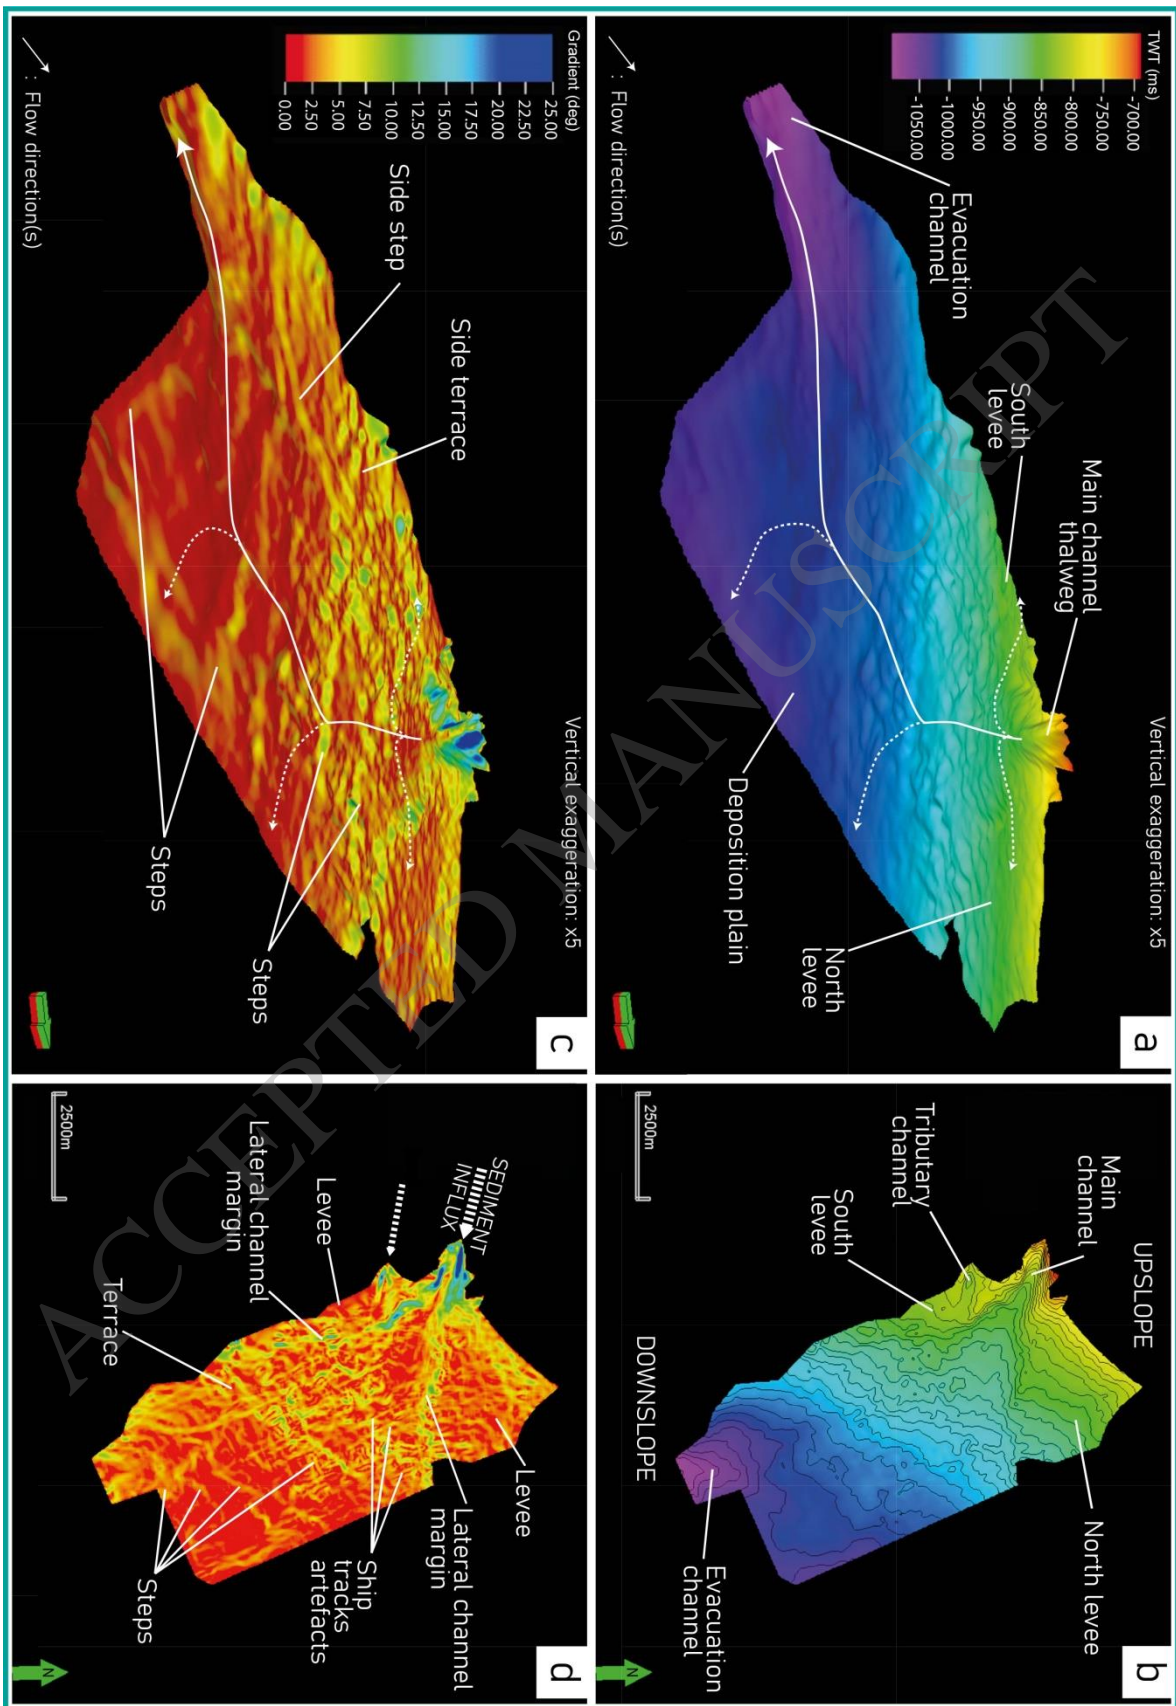 TWT (ms)
-700.00
-750.00
-800.00
-850.00
-900.00
-950.00
-1000.00
-1050.00
: Flow direction(s)
Vertical exaggeration: x5
a
Evacuation
channel
South
levee
Main channel
thalweg
North
levee
Deposition plain
b
UPSLOPE
Main
channel
Tributary
channel
South
levee
North levee
DOWNSLOPE
Evacuation
channel
2500m
N
Gradient (deg)
25.00
22.50
20.00
17.50
15.00
12.50
10.00
7.50
5.00
2.50
0.00
: Flow direction(s)
Vertical exaggeration: x5
c
Side step
Side terrace
Steps
Steps
d
SEDIMENT
INFLUX
Levee
Levee
Lateral channel
margin
Lateral channel
margin
Terrace
Ship
tracks
artefacts
Steps
2500m
N
ACCEPTED MANUSCRIPT